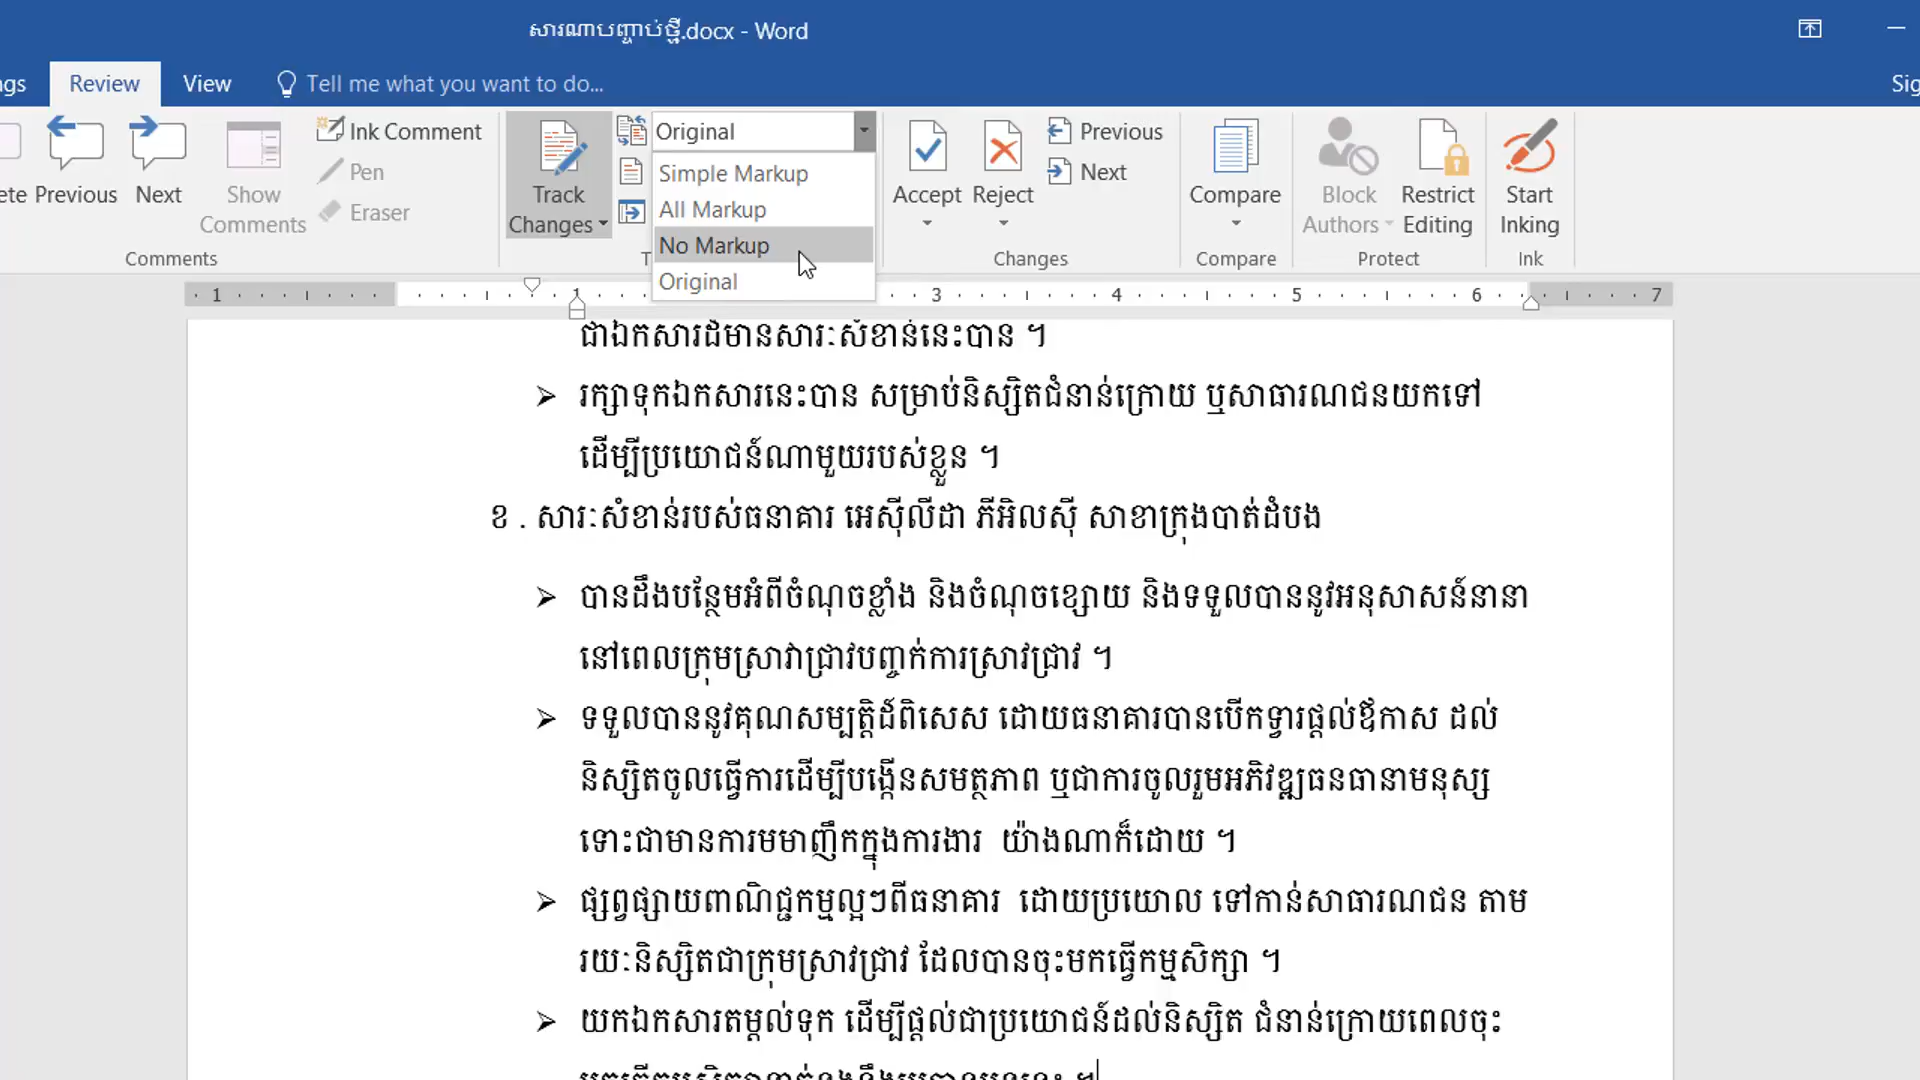 សារណាបញ្ចាប់ថ្មី.docx - Word
ngs Review View Tell me what you want to do... Sig
Original
Ink Comment
Pen
Eraser
Previous Next Show Comments
Comments
Track Changes
Simple Markup
All Markup
No Markup
Original
Accept Reject
Previous
Next
Changes
Compare
Compare
Block Authors
Restrict Editing
Protect
Start Inking
Ink
1 1 3 4 5 6 7
ជាឯកសារដ៏មានសារៈសំខាន់នេះបាន ។
➢ រក្សាទុកឯកសារនេះបាន សម្រាប់និស្សិតជំនាន់ក្រោយ ឬសាធារណជនយកទៅ
ដើម្បីប្រយោជន៍ណាមួយរបស់ខ្លួន ។
ខ . សារៈសំខាន់របស់ធនាគារ អេស៊ីលីដា ភីអិលស៊ី សាខាក្រុងបាត់ដំបង
➢ បានដឹងបន្ថែមអំពីចំណុចខ្លាំង និងចំណុចខ្សោយ និងទទួលបាននូវអនុសាសន៍នានា
នៅពេលក្រុមស្រាវាជ្រាវបញ្ចក់ការស្រាវជ្រាវ ។
➢ ទទួលបាននូវគុណសម្បត្តិដ៍ពិសេស ដោយធនាគារបានបើកទ្វារផ្តល់ឪកាស ដល់
និស្សិតចូលធ្វើការដើម្បីបង្កើនសមត្ថភាព ឬជាការចូលរួមអភិវឌ្ឍធនធានាមនុស្ស
ទោះជាមានការមមាញឹកក្នុងការងារ យ៉ាងណាក៏ដោយ ។
➢ ផ្សព្វផ្សាយពាណិជ្ជកម្មល្អៗពីធនាគារ ដោយប្រយោល ទៅកាន់សាធារណជន តាម
រយៈនិស្សិតជាក្រុមស្រាវជ្រាវ ដែលបានចុះមកធ្វើកម្មសិក្សា ។
➢ យកឯកសារតម្កល់ទុក ដើម្បីផ្តល់ជាប្រយោជន៍ដល់និស្សិត ជំនាន់ក្រោយពេលចុះ